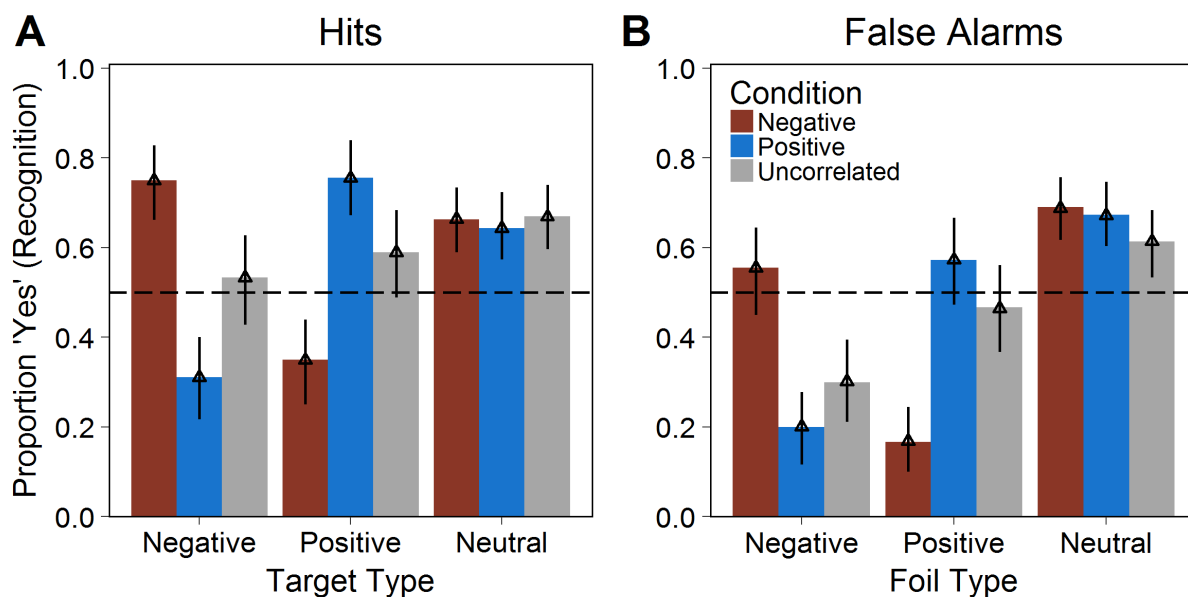 A
Hits
Proportion 'Yes' (Recognition)
1.0
0.8
0.6
0.4
0.2
0.0
Negative
Positive
Neutral
Target Type
B
False Alarms
1.0
0.8
0.6
0.4
0.2
0.0
Condition
Negative
Positive
Uncorrelated
Negative
Positive
Neutral
Foil Type